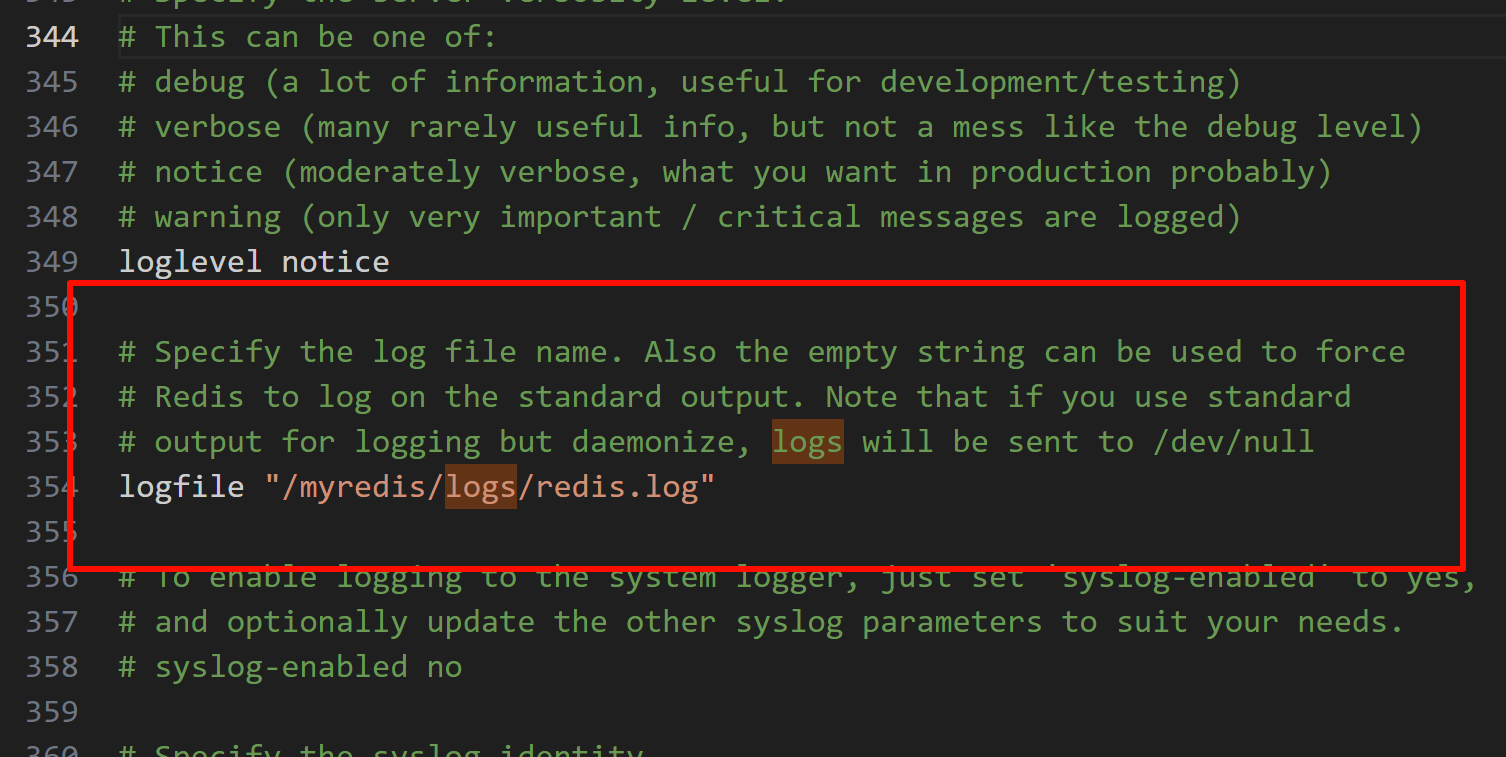 344 # This can be one of:
345 # debug (a lot of information, useful for development/testing)
346 # verbose (many rarely useful info, but not a mess like the debug level)
347 # notice (moderately verbose, what you want in production probably)
348 # warning (only very important / critical messages are logged)
349 loglevel notice
350
351 # Specify the log file name. Also the empty string can be used to force
352 # Redis to log on the standard output. Note that if you use standard
353 # output for logging but daemonize, logs will be sent to /dev/null
354 logfile "/myredis/logs/redis.log"
355
356 # To enable logging to the system logger, just set 'syslog-enabled' to yes,
357 # and optionally update the other syslog parameters to suit your needs.
358 # syslog-enabled no
359
360 # Specify the syslog identity